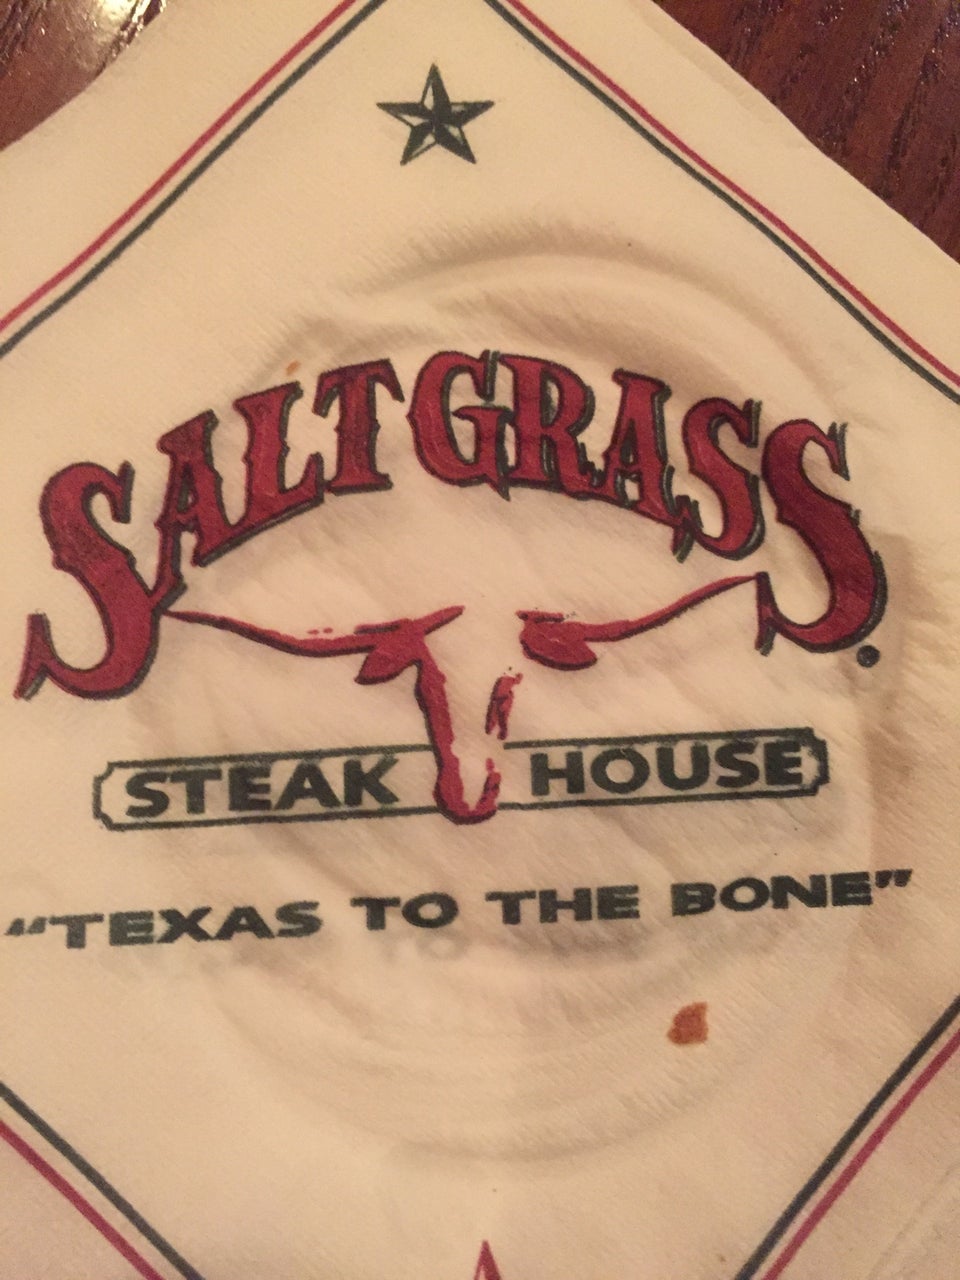 SALTGRASS
STEAK HOUSE
"TEXAS TO THE BONE"